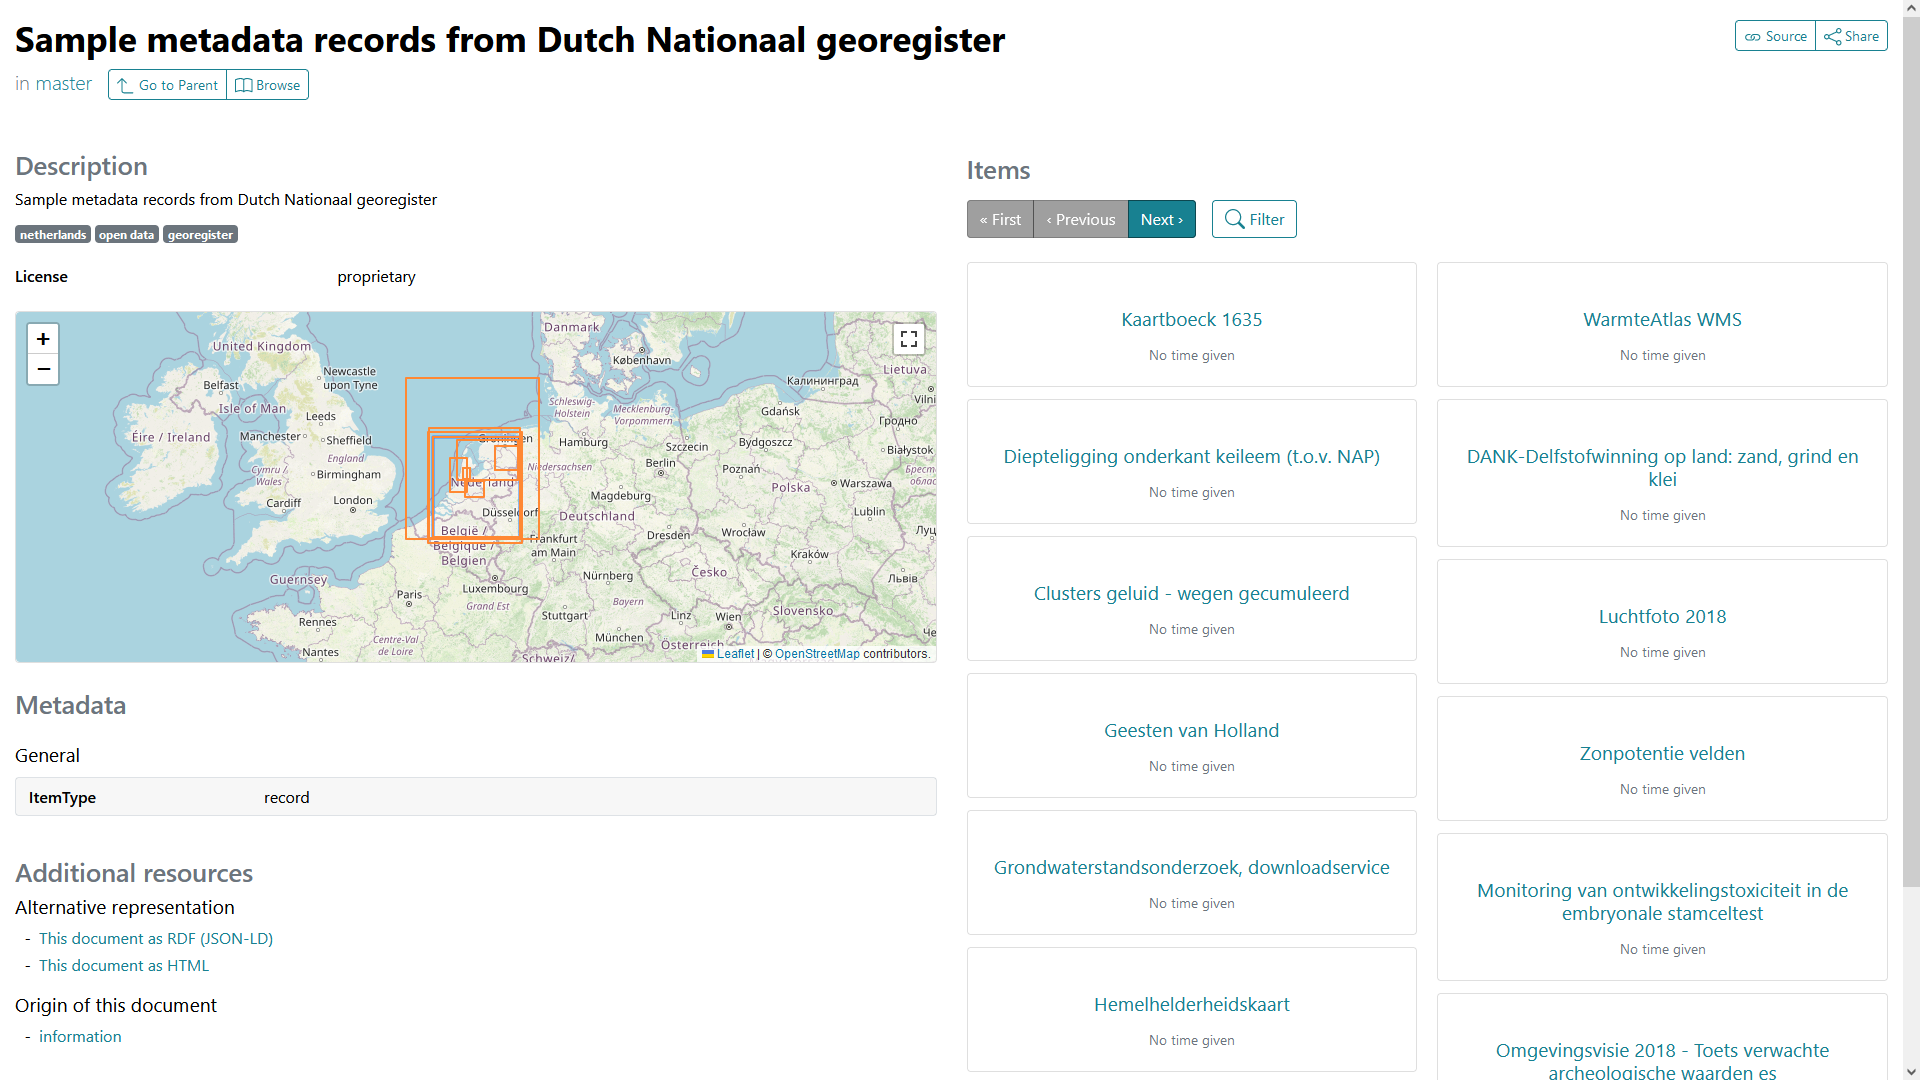 Sample metadata records from Dutch Nationaal georegister
in master
Go to Parent
Browse
Source
Share
Description
Sample metadata records from Dutch Nationaal georegister
netherlands
open data
georegister
License
proprietary
+
−
United Kingdom
Danmark
København
Lietuva
Newcastle
upon Tyne
Belfast
Isle of Man
Leeds
Калининград
Gdańsk
Schleswig-
Holstein
Mecklenburg-
Vorpommern
Гродно
Éire / Ireland
Manchester
Sheffield
England
Hamburg
Szczecin
Bydgoszcz
Białystok
Cymru /
Wales
Birmingham
Niedersachsen
Berlin
Poznań
Nederland
Polska
Warszawa
Cardiff
London
Magdeburg
Düsseldorf
Deutschland
Lublin
België /
Belgique /
Belgien
Dresden
Wrocław
Frankfurt
am Main
Kraków
Guernsey
Luxembourg
Nürnberg
Česko
Львів
Paris
Grand Est
Bayern
Rennes
Stuttgart
Linz
Wien
Slovensko
Centre-Val
de Loire
München
Nantes
Schweiz/
Österreich
Leaflet | © OpenStreetMap contributors.
Metadata
General
ItemType
record
Additional resources
Alternative representation
- This document as RDF (JSON-LD)
- This document as HTML
Origin of this document
- information
Items
« First
‹ Previous
Next ›
Filter
Kaartboeck 1635
No time given
Diepteligging onderkant keileem (t.o.v. NAP)
No time given
Clusters geluid - wegen gecumuleerd
No time given
Geesten van Holland
No time given
Grondwaterstandsonderzoek, downloadservice
No time given
Hemelhelderheidskaart
No time given
WarmteAtlas WMS
No time given
DANK-Delfstofwinning op land: zand, grind en
klei
No time given
Luchtfoto 2018
No time given
Zonpotentie velden
No time given
Monitoring van ontwikkelingstoxiciteit in de
embryonale stamceltest
No time given
Omgevingsvisie 2018 - Toets verwachte
archeologische waarden es